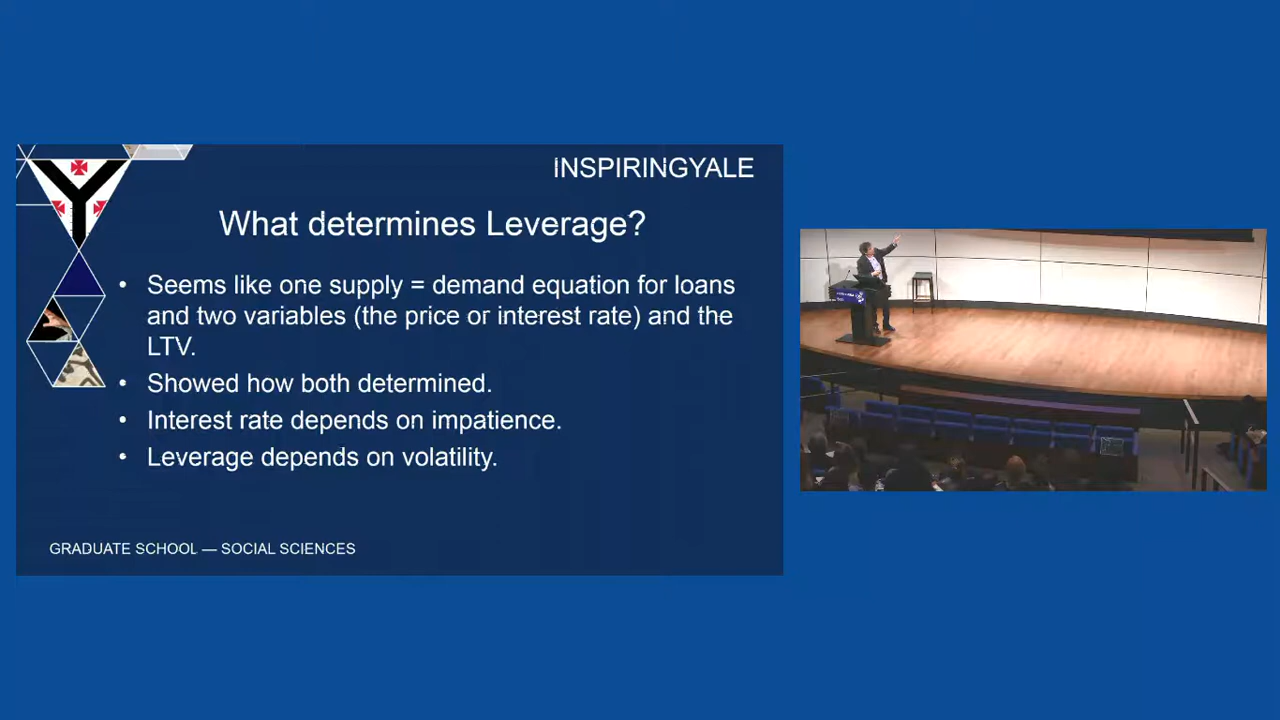 INSPIRINGYALE
What determines Leverage?
• Seems like one supply = demand equation for loans
and two variables (the price or interest rate) and the
LTV.
• Showed how both determined.
• Interest rate depends on impatience.
• Leverage depends on volatility.
GRADUATE SCHOOL — SOCIAL SCIENCES